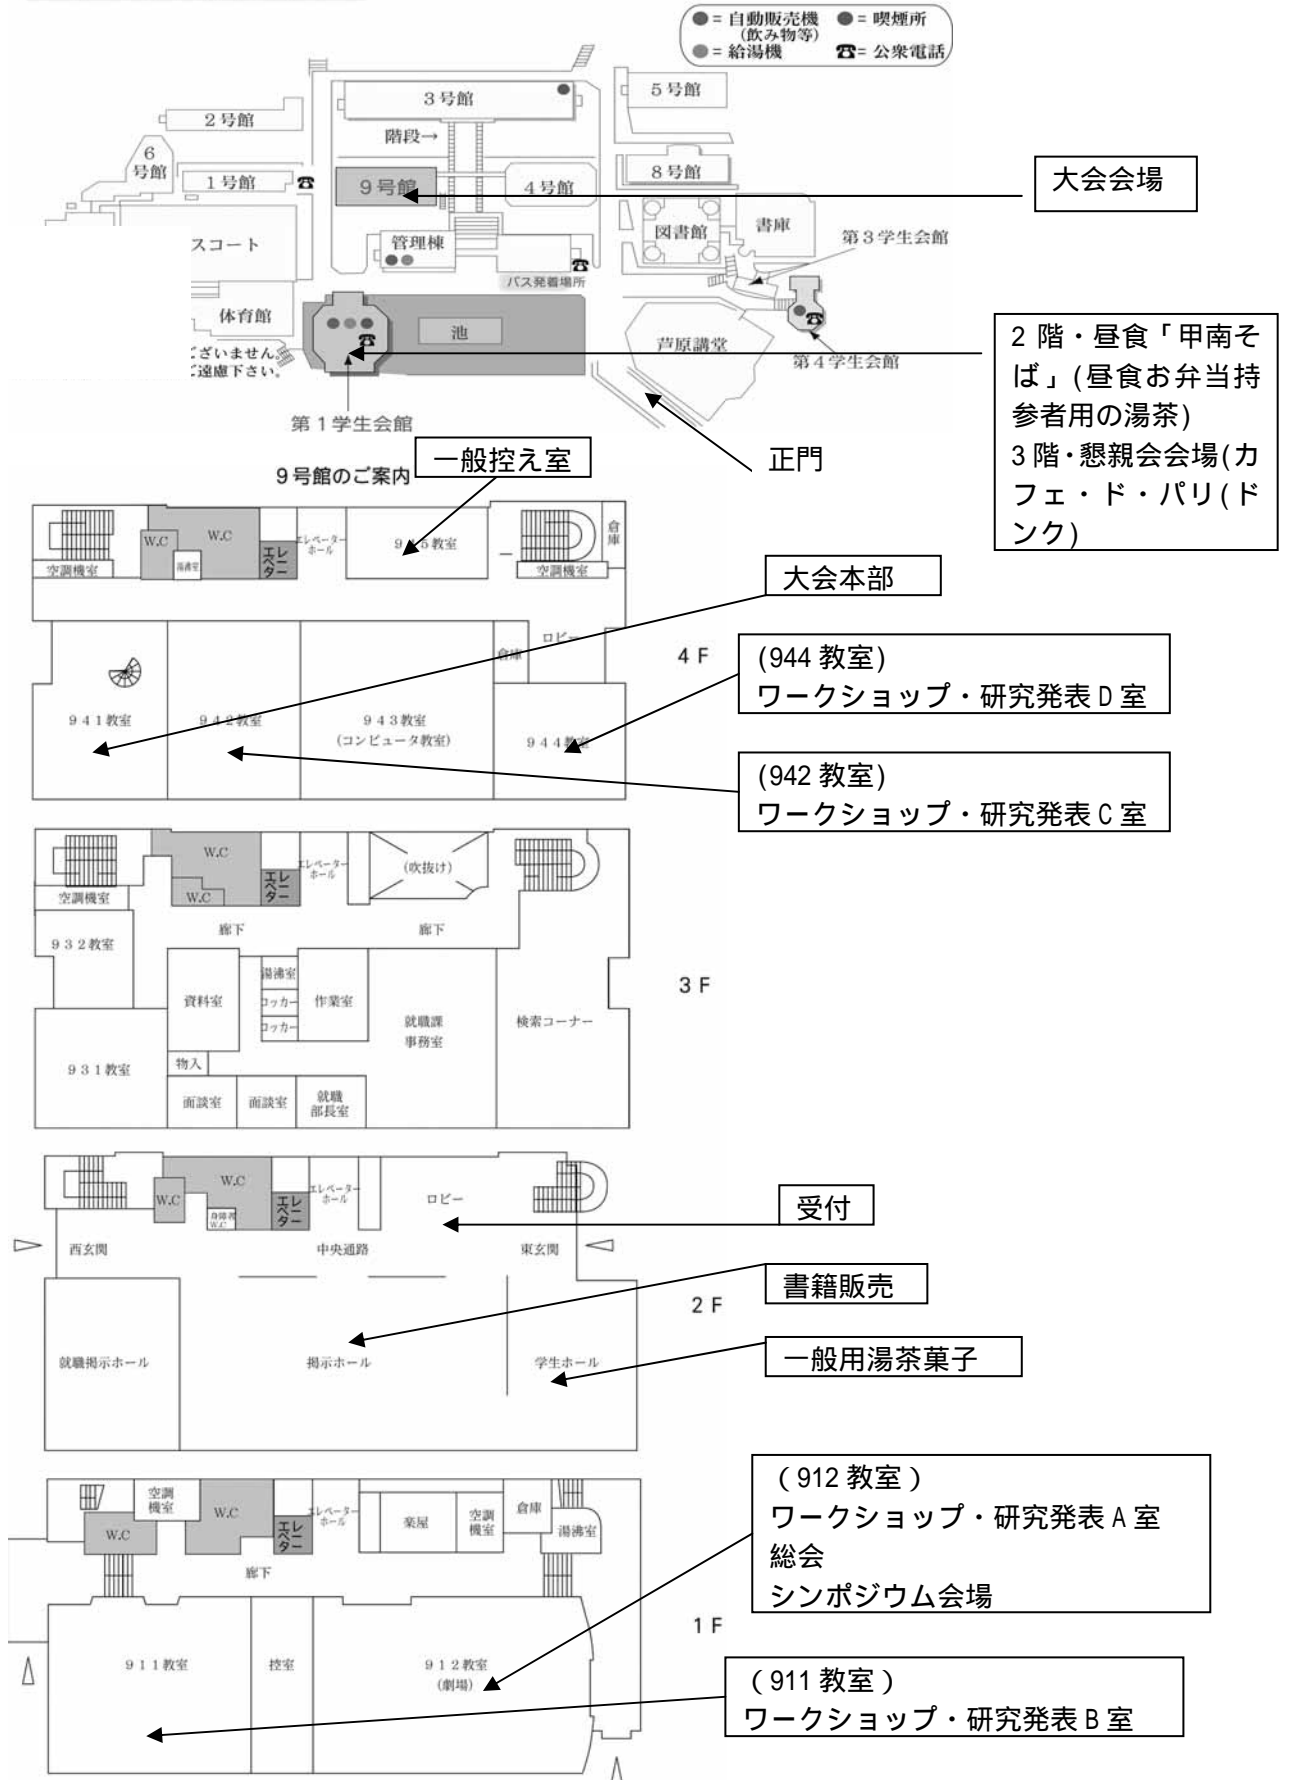 ●= 自動販売機 ●= 喫煙所
(飲み物等)
●= 給湯機 ☎= 公衆電話
3号館
5号館
2号館
階段→
6
号館
1号館 ☎
9号館
4号館
8号館
大会会場
スコート
管理棟
図書館
書庫
第3学生会館
バス発着場所
体育館
池
芦原講堂
ございません。
ご遠慮下さい。
第4学生会館
第1学生会館
正門
2階・昼食「甲南そ
ば」(昼食お弁当持
参者用の湯茶)
3階・懇親会会場(カ
フェ・ド・パリ(ド
ンク)
9号館のご案内
一般控え室
W.C
W.C
湯沸室
エレベーター
エレベーター
ホール
945教室
倉庫
空調機室
空調機室
大会本部
ロビー
倉庫
4F
(944 教室)
ワークショップ・研究発表 D 室
941教室
942教室
943教室
(コンピュータ教室)
944教室
(942 教室)
ワークショップ・研究発表 C 室
W.C
W.C
エレベーター
エレベーター
ホール
(吹抜け)
空調機室
廊下
廊下
932教室
湯沸室
資料室
ロッカー
ロッカー
作業室
就職課
事務室
検索コーナー
3F
931教室
物入
面談室
面談室
就職
部長室
W.C
W.C
身障者
W.C
エレベーター
エレベーター
ホール
ロビー
受付
西玄関
中央通路
東玄関
書籍販売
2F
就職掲示ホール
掲示ホール
学生ホール
一般用湯茶菓子
空調
機室
W.C
W.C
エレベーター
エレベーター
ホール
楽屋
空調
機室
倉庫
湯沸室
廊下
(912 教室)
ワークショップ・研究発表 A 室
総会
シンポジウム会場
1F
911教室
控室
912教室
(劇場)
(911 教室)
ワークショップ・研究発表 B 室